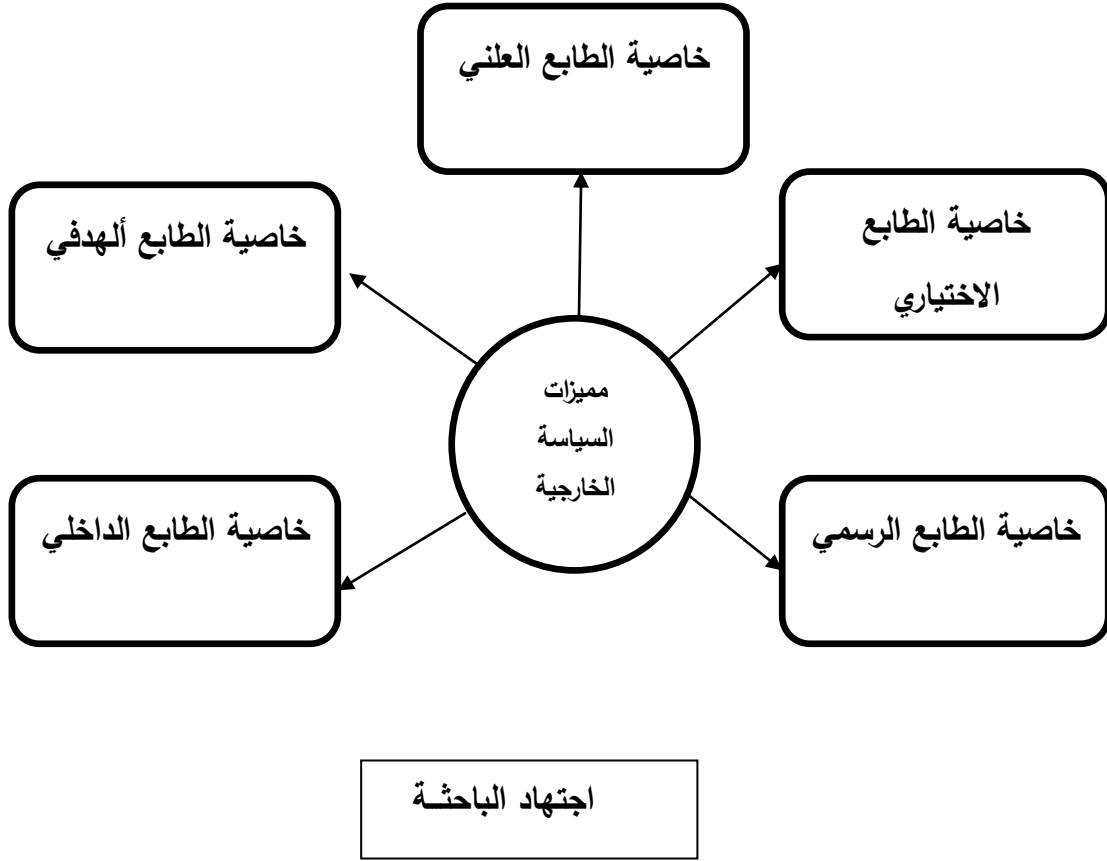 خاصية الطابع العلني
خاصية الطابع
الاختياري
خاصية الطابع ألهدفي
مميزات
السياسة
الخارجية
خاصية الطابع الرسمي
خاصية الطابع الداخلي
اجتهاد الباحثــة